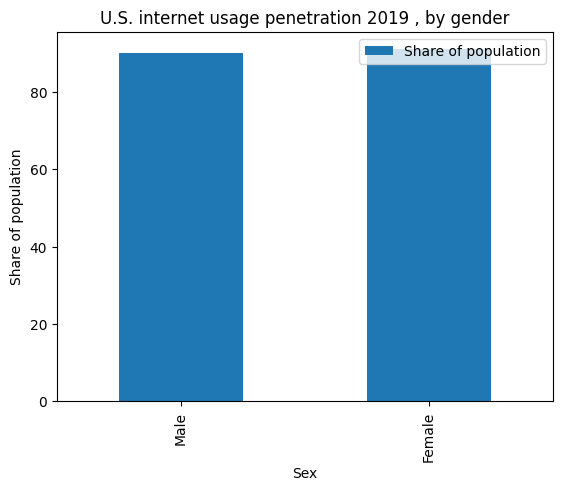 U.S. internet usage penetration 2019 , by gender
Share of population
Share of population
80
60
40
20
0
Male
Female
Sex